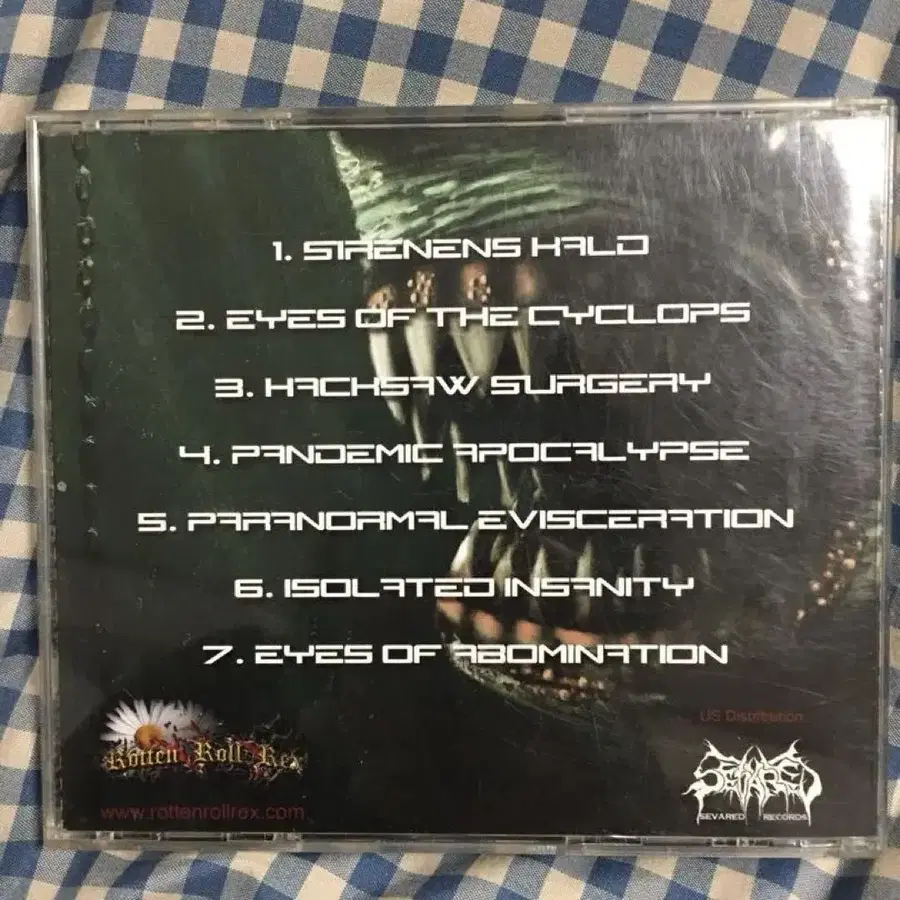 1. SIRENENS KALD
2. EYES OF THE CYCLOPS
3. HACKSAW SURGERY
4. PANDEMIC APOCALYPSE
5. PARANORMAL EVISCERATION
6. ISOLATED INSANITY
7. EYES OF ABOMINATION
US Distribution
Rotten Roll Rex
SEVARED
SEVARED RECORDS
www.rottenrollrex.com